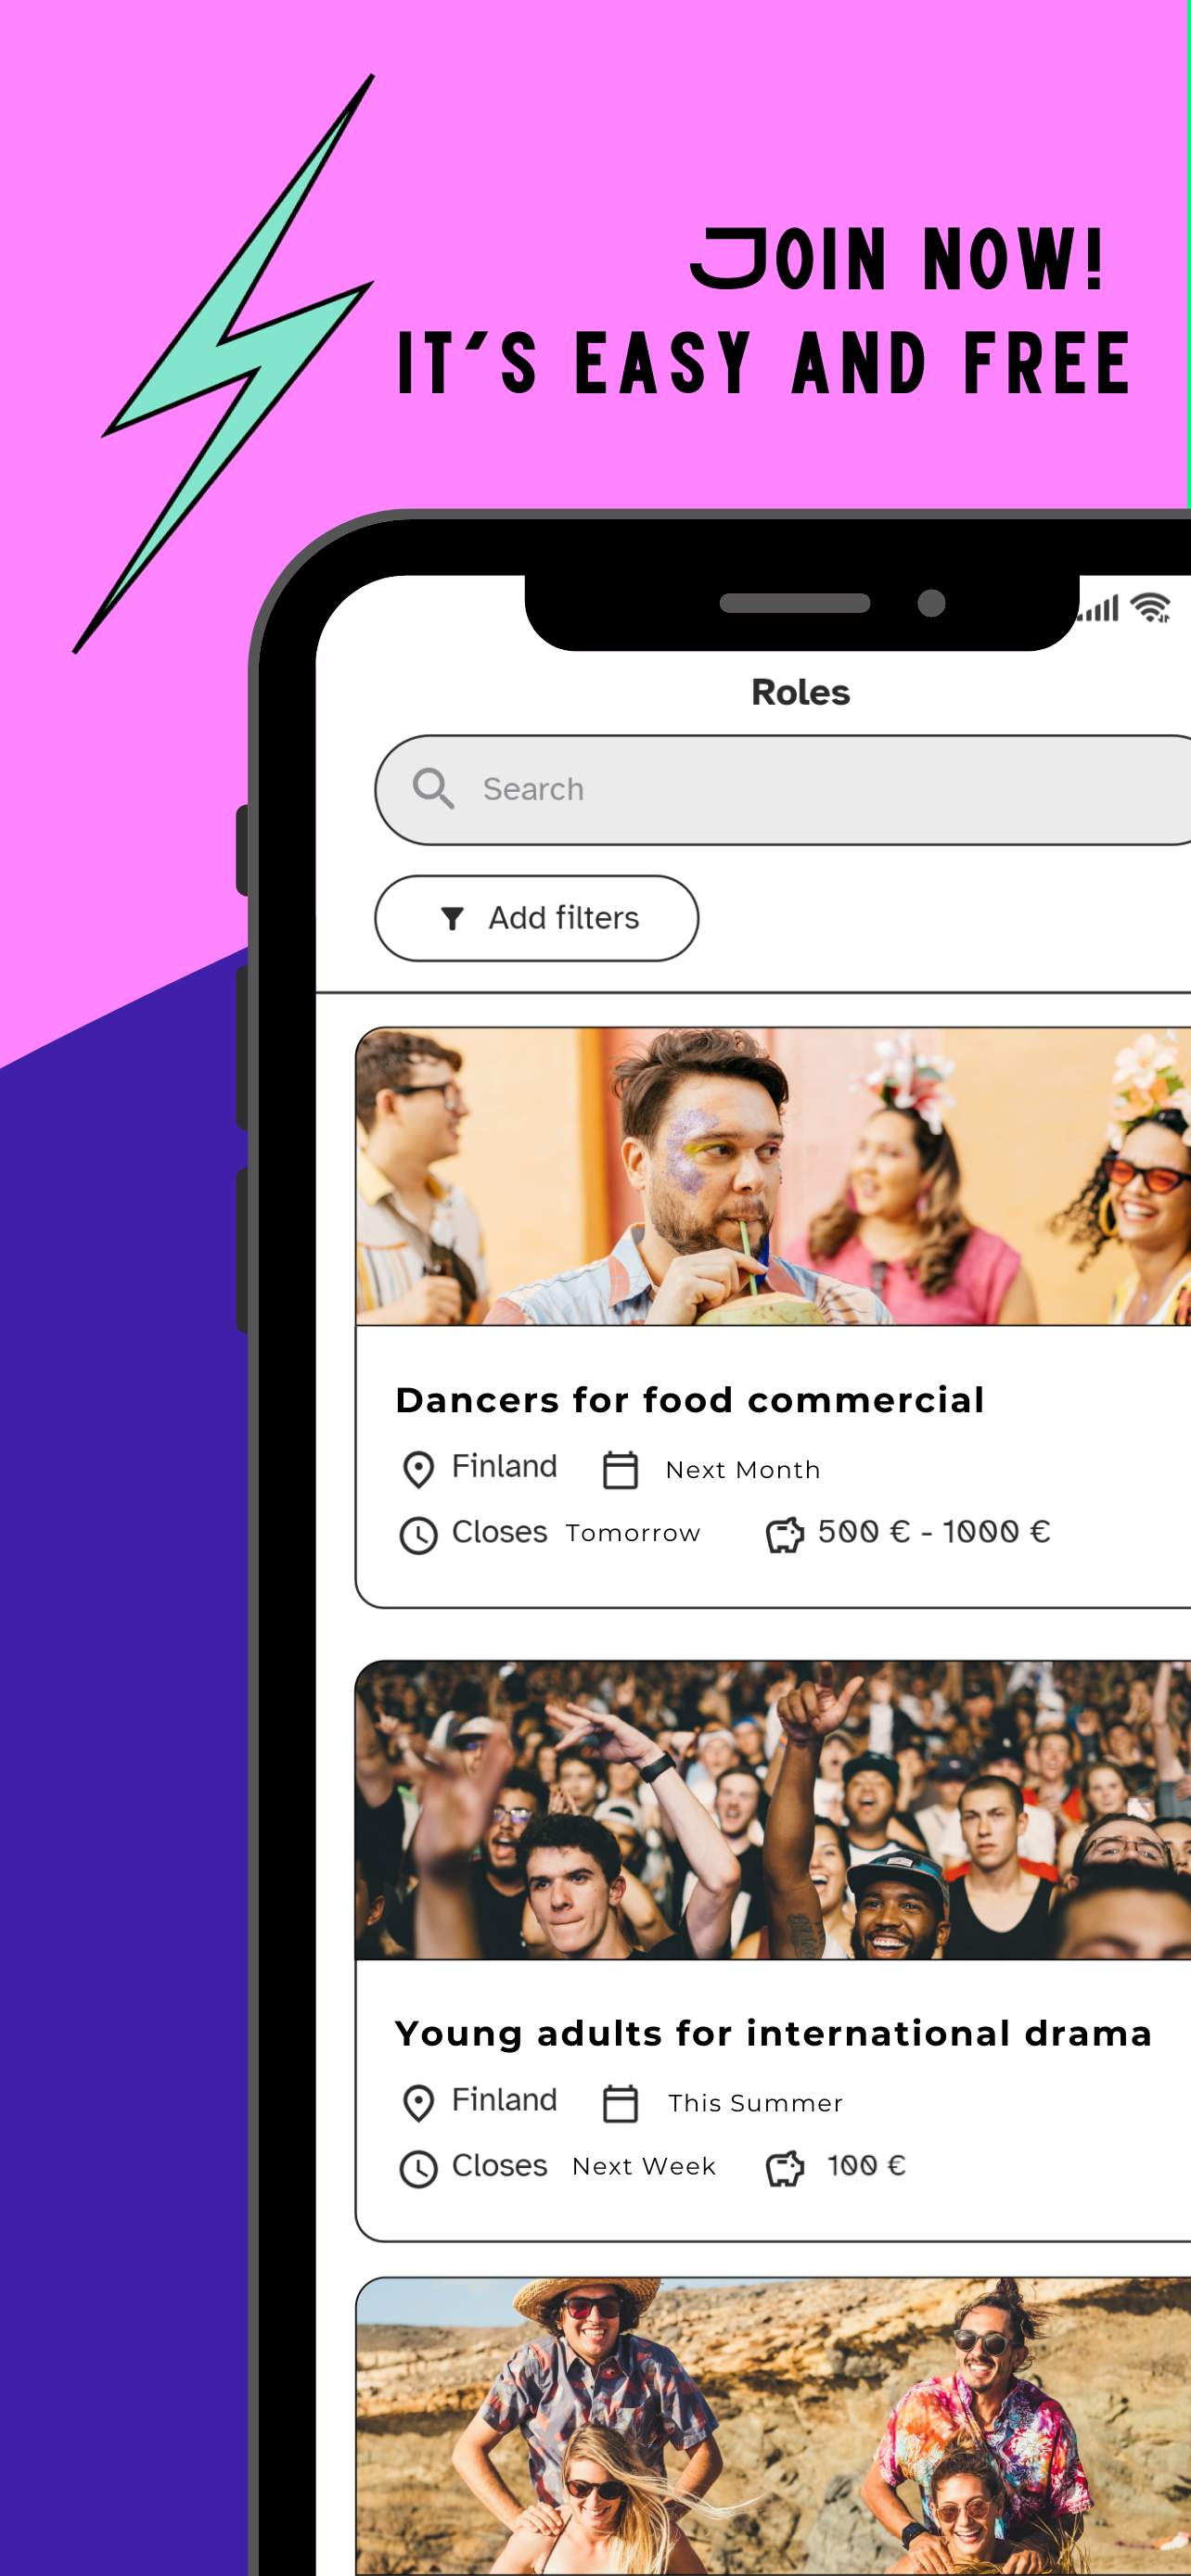 JOIN NOW!
IT'S EASY AND FREE
Roles
Search
Add filters
Dancers for food commercial
Finland Next Month
Closes Tomorrow 500 € - 1000 €
Young adults for international drama
Finland This Summer
Closes Next Week 100 €